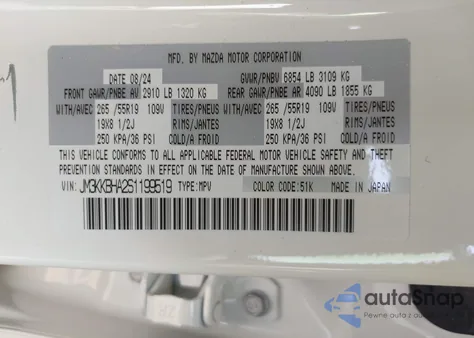 MFD. BY MAZDA MOTOR CORPORATION
DATE 08/24 GVWR/PNBV 6854 LB 3109 KG
FRONT GAWR/PNBE AV 2910 LB 1320 KG REAR GAWR/PNBE AR 4090 LB 1855 KG
WITH/AVEC 265 /55R19 109V TIRES/PNEUS WITH/AVEC 265 /55R19 109V TIRES/PNEUS
19X8 1/2J RIMS/JANTES 19X8 1/2J RIMS/JANTES
250 KPA/36 PSI COLD/A FROID 250 KPA/36 PSI COLD/A FROID
THIS VEHICLE CONFORMS TO ALL APPLICABLE FEDERAL MOTOR VEHICLE SAFETY AND
THEFT PREVENTION STANDARDS IN EFFECT ON THE DATE OF MANUFACTURE SHOWN ABOVE.
VIN: JM3KKBHA2S1199519 TYPE:MPV COLOR CODE: 51K MADE IN JAPAN
autoSnap
Pewne auto z aukcji